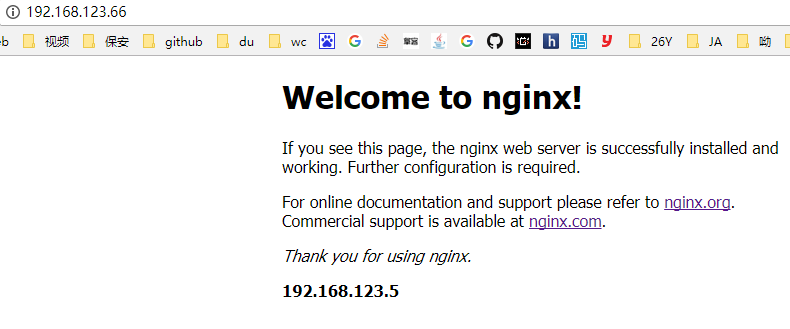 192.168.123.66
eb 视频 保安 github du wc 26Y JA 呦
Welcome to nginx!
If you see this page, the nginx web server is successfully installed and
working. Further configuration is required.
For online documentation and support please refer to nginx.org.
Commercial support is available at nginx.com.
Thank you for using nginx.
192.168.123.5